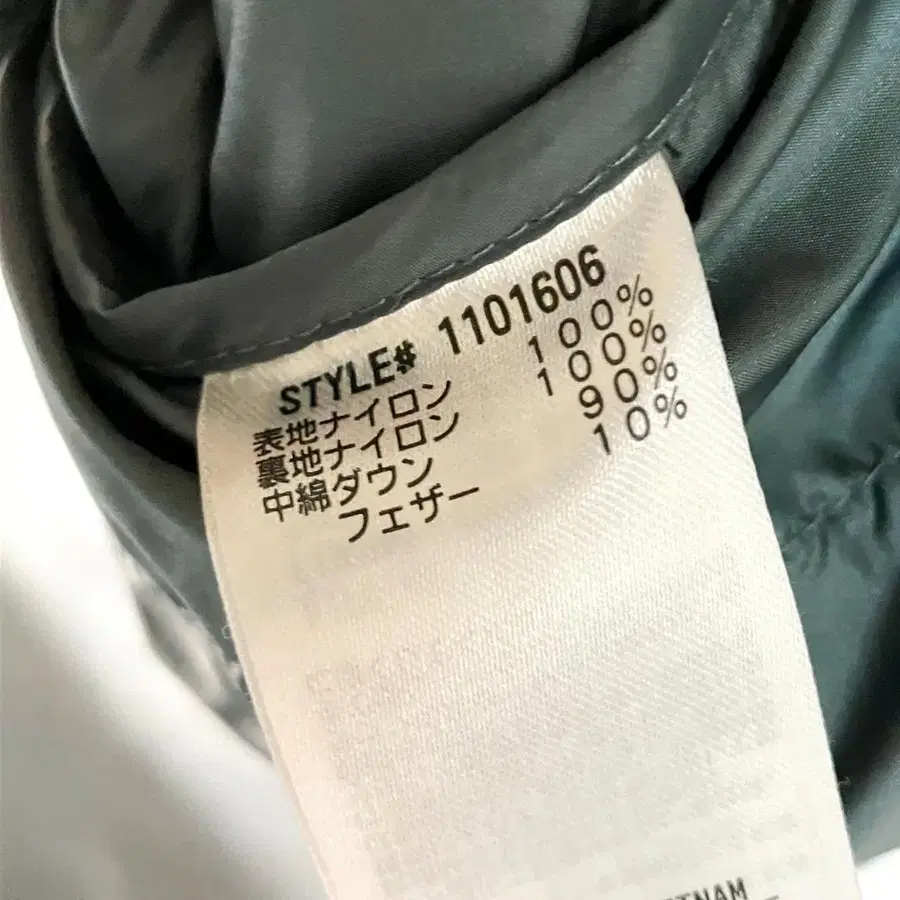 STYLE# 1101606
表地ナイロン 100%
裏地ナイロン 100%
中綿ダウン 90%
フェザー 10%